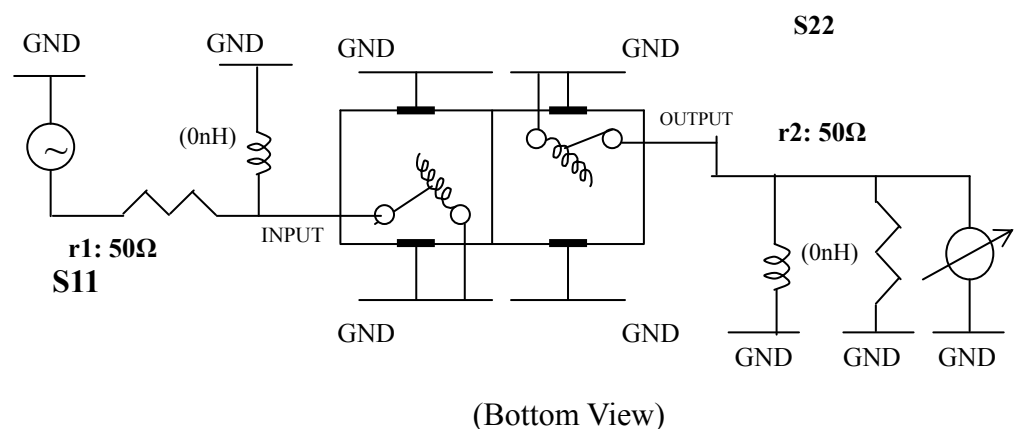 S22
GND
GND
GND
GND
(0nH)
OUTPUT
r2: 50Ω
INPUT
r1: 50Ω
S11
(0nH)
GND
GND
GND
GND
GND
(Bottom View)